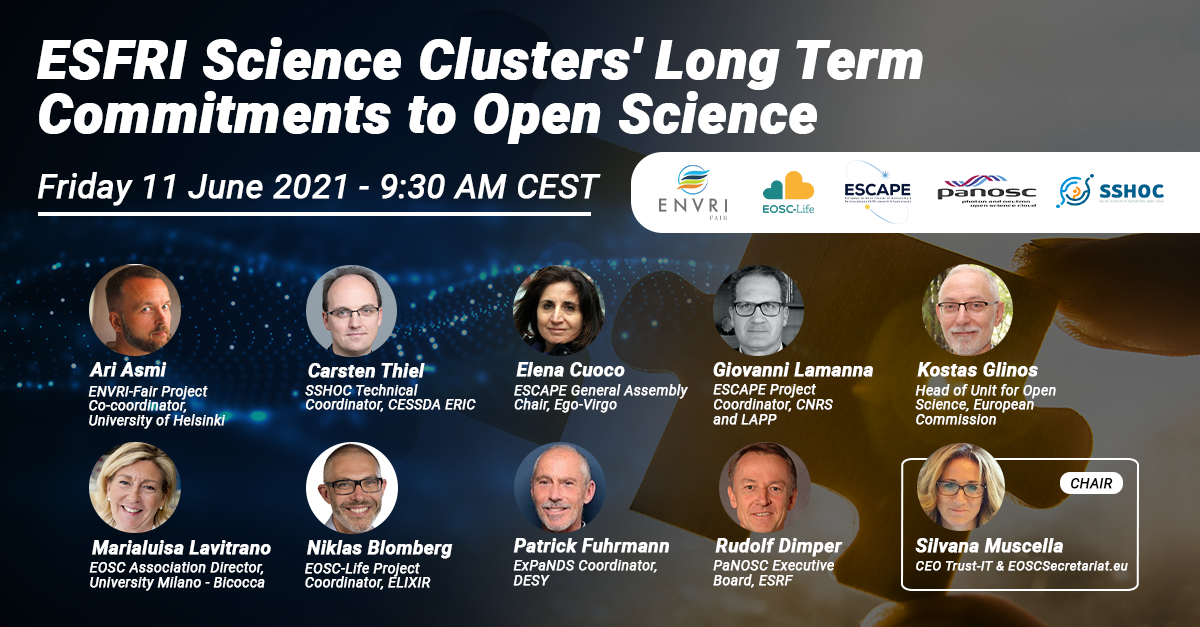 ESFRI Science Clusters' Long Term
Commitments to Open Science
Friday 11 June 2021 - 9:30 AM CEST
ENVRI
FAIR
EOSC-Life
ESCAPE
panosc
photon and neutron
open science cloud
SSHOC
Ari Asmi
ENVRI-Fair Project
Co-coordinator,
University of Helsinki
Carsten Thiel
SSHOC Technical
Coordinator, CESSDA ERIC
Elena Cuoco
ESCAPE General Assembly
Chair, Ego-Virgo
Giovanni Lamanna
ESCAPE Project
Coordinator, CNRS
and LAPP
Kostas Glinos
Head of Unit for Open
Science, European
Commission
Marialuisa Lavitrano
EOSC Association Director,
University Milano - Bicocca
Niklas Blomberg
EOSC-Life Project
Coordinator, ELIXIR
Patrick Fuhrmann
ExPaNDS Coordinator,
DESY
Rudolf Dimper
PaNOSC Executive
Board, ESRF
CHAIR
Silvana Muscella
CEO Trust-IT & EOSCSecretariat.eu